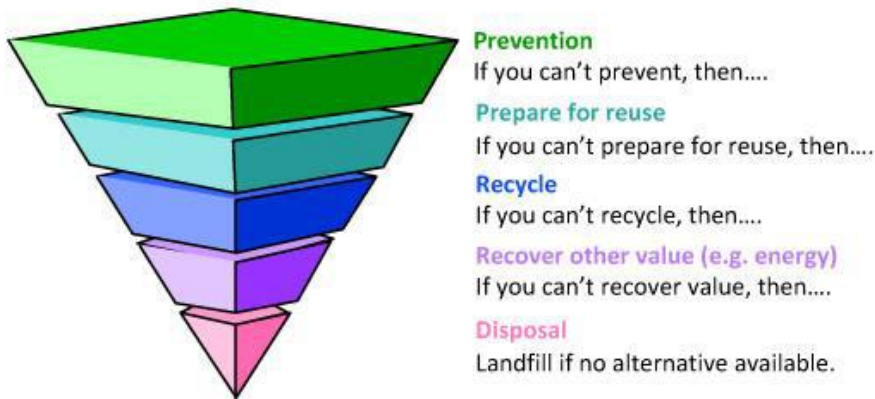 Prevention
If you can’t prevent, then....
Prepare for reuse
If you can’t prepare for reuse, then....
Recycle
If you can’t recycle, then....
Recover other value (e.g. energy)
If you can’t recover value, then....
Disposal
Landfill if no alternative available.